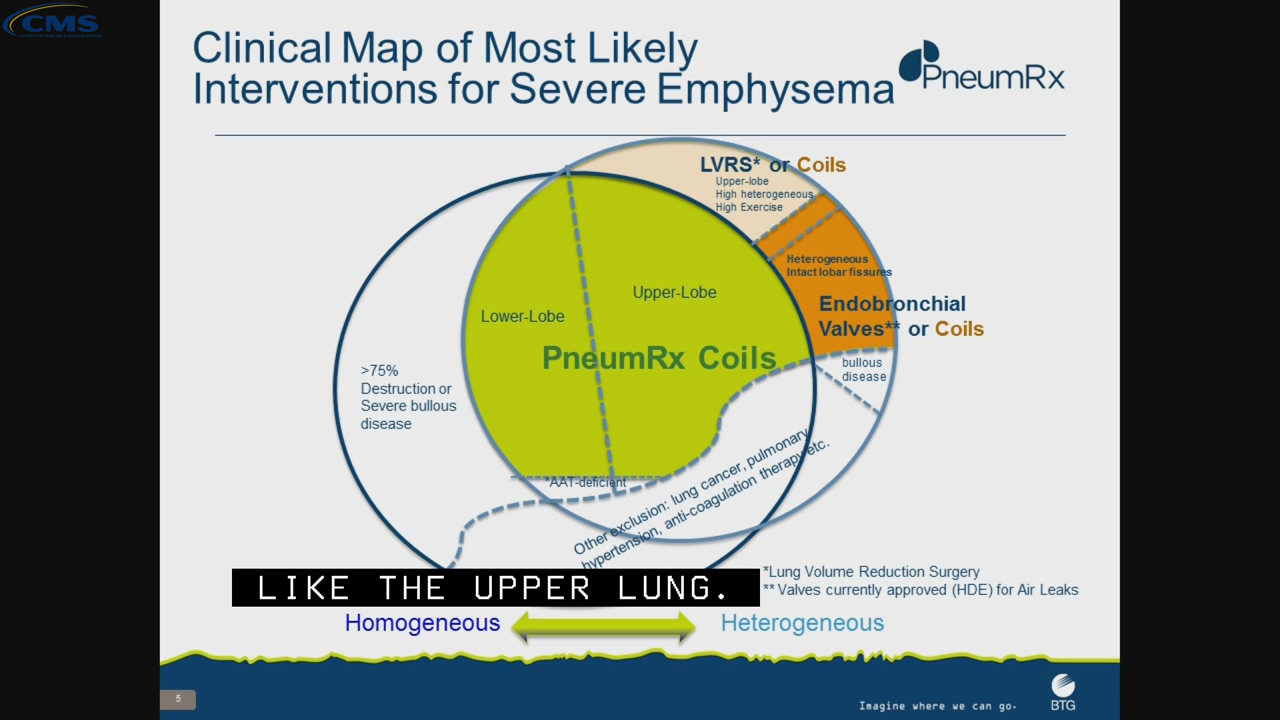 CMS
Clinical Map of Most Likely
Interventions for Severe Emphysema
PneumRx
LVRS* or Coils
Upper-lobe
High heterogeneous
High Exercise
Heterogeneous
Intact lobar fissures
Endobronchial
Valves** or Coils
Upper-Lobe
Lower-Lobe
PneumRx Coils
bullous
disease
>75%
Destruction or
Severe bullous
disease
*AAT-deficient
Other exclusion: lung cancer, pulmonary
hypertension, anti-coagulation therapy etc.
LIKE THE UPPER LUNG.
*Lung Volume Reduction Surgery
** Valves currently approved (HDE) for Air Leaks
Homogeneous
Heterogeneous
5
Imagine where we can go.
BTG